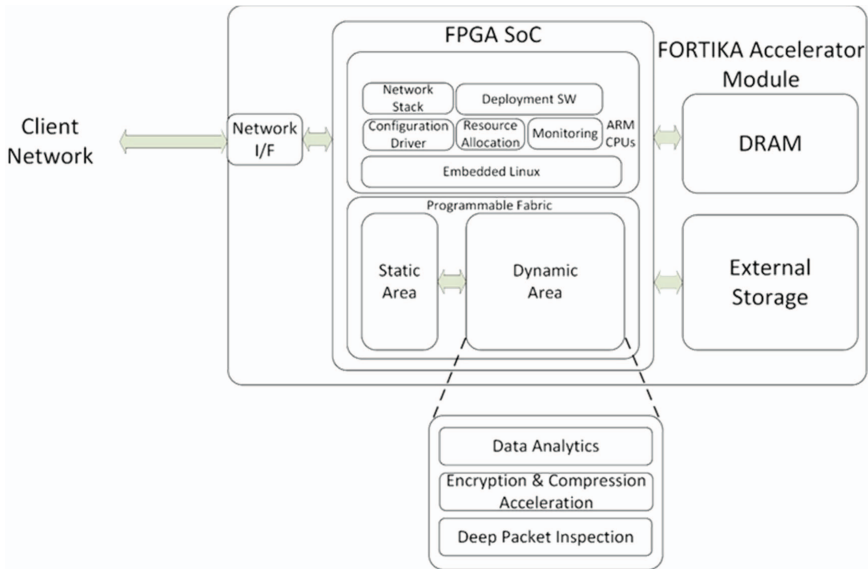 FPGA SoC
FORTIKA Accelerator
Module
Client
Network
Network
I/F
Network
Stack
Deployment SW
Configuration
Driver
Resource
Allocation
Monitoring
ARM
CPUs
Embedded Linux
DRAM
Programmable Fabric
Static
Area
Dynamic
Area
External
Storage
Data Analytics
Encryption & Compression
Acceleration
Deep Packet Inspection